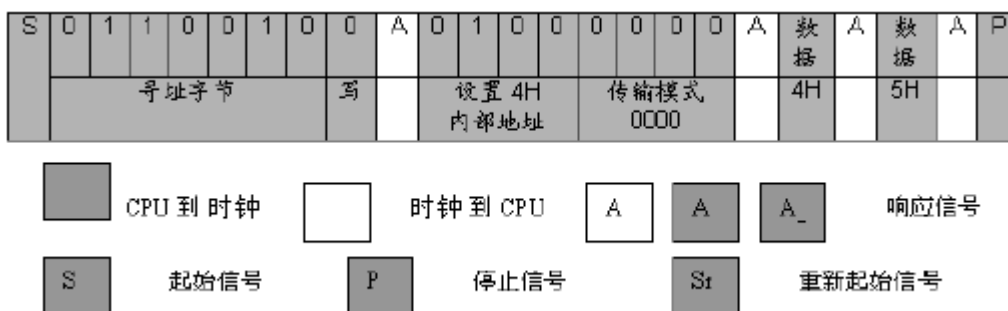 S 0 1 1 0 0 1 0 0 A 0 1 0 0 0 0 0 0 A 数据 A 数据 A P
寻址字节 写 设置 4H 内部地址 传输模式 0000 4H 5H
CPU 到 时钟 时钟 到 CPU A A A_ 响应信号
S 起始信号 P 停止信号 Sr 重新起始信号